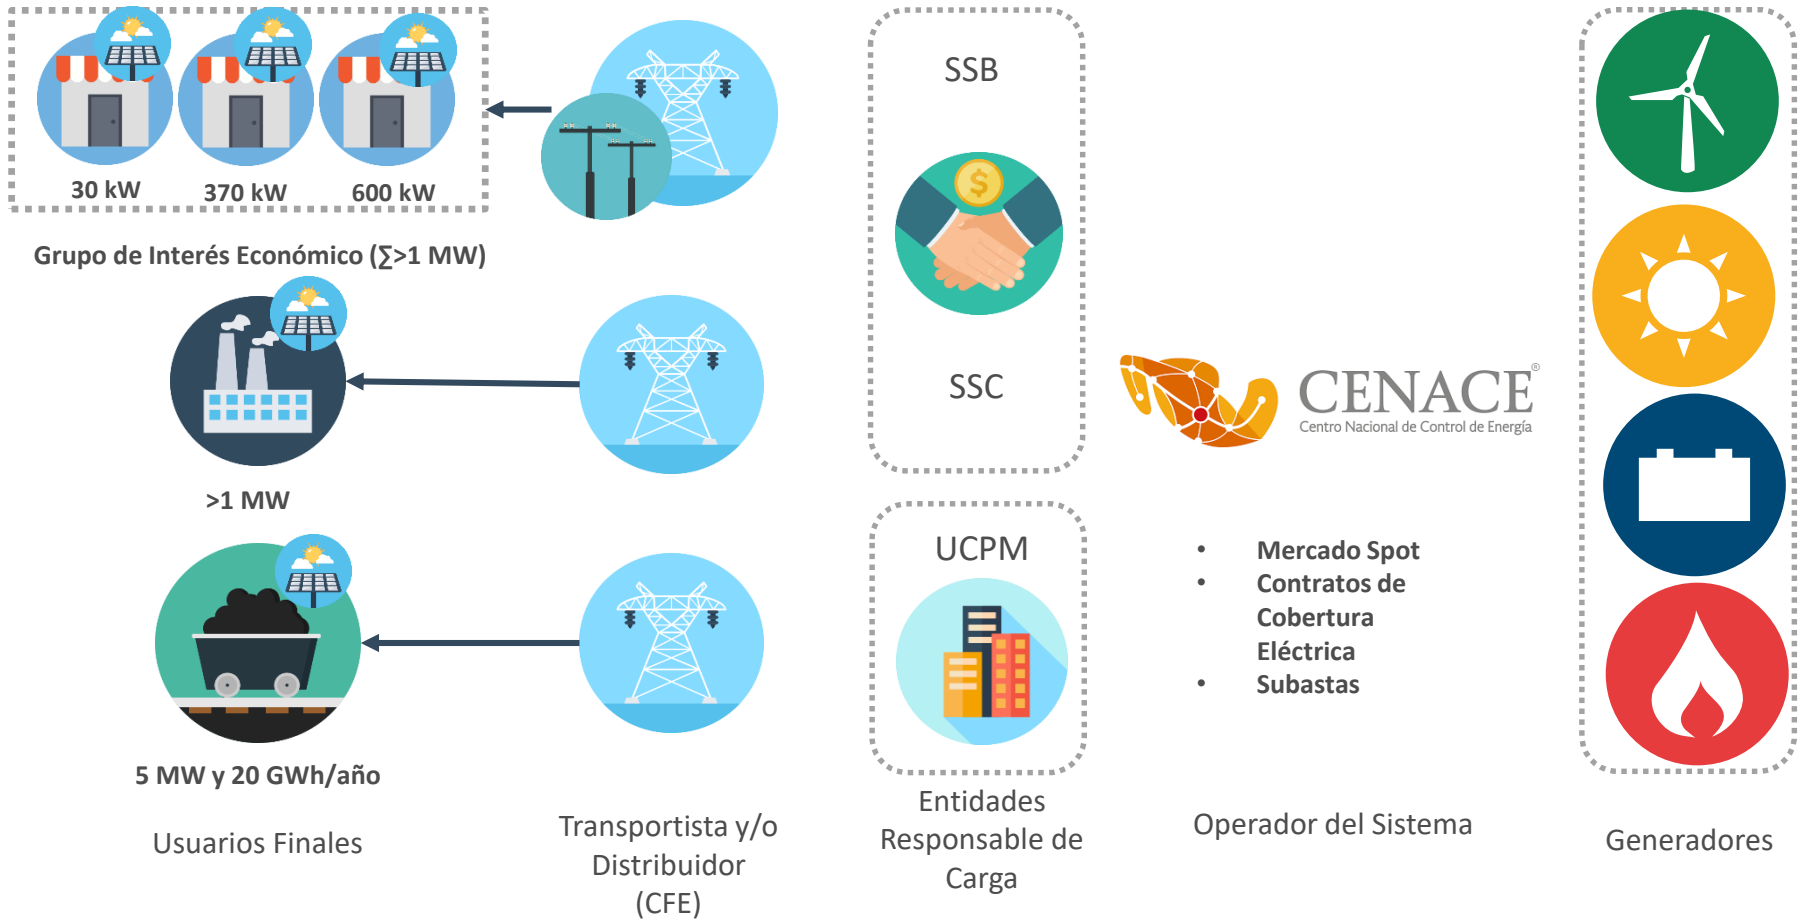 30 kW
370 kW
600 kW
Grupo de Interés Económico (∑>1 MW)
>1 MW
5 MW y 20 GWh/año
Usuarios Finales
Transportista y/o
Distribuidor
(CFE)
SSB
$
SSC
UCPM
Entidades
Responsable de
Carga
CENACE®
Centro Nacional de Control de Energía
• Mercado Spot
• Contratos de
Cobertura
Eléctrica
• Subastas
Operador del Sistema
Generadores